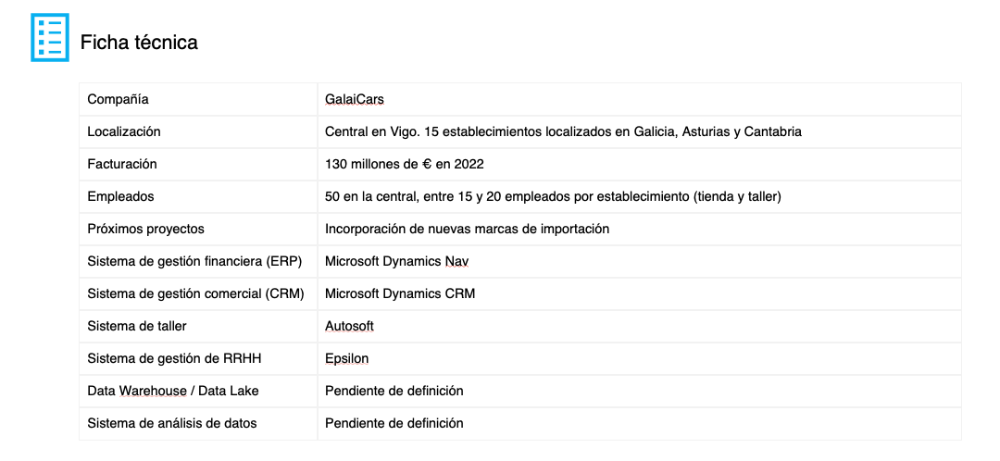 Ficha técnica
Compañía GalaiCars
Localización Central en Vigo. 15 establecimientos localizados en Galicia, Asturias y Cantabria
Facturación 130 millones de € en 2022
Empleados 50 en la central, entre 15 y 20 empleados por establecimiento (tienda y taller)
Próximos proyectos Incorporación de nuevas marcas de importación
Sistema de gestión financiera (ERP) Microsoft Dynamics Nav
Sistema de gestión comercial (CRM) Microsoft Dynamics CRM
Sistema de taller Autosoft
Sistema de gestión de RRHH Epsilon
Data Warehouse / Data Lake Pendiente de definición
Sistema de análisis de datos Pendiente de definición